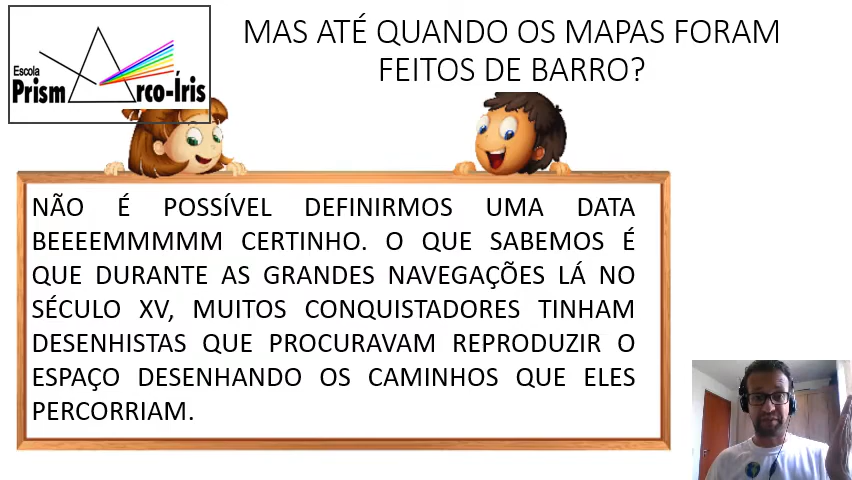 MAS ATÉ QUANDO OS MAPAS FORAM
FEITOS DE BARRO?
Escola
Prisma Arco-Íris
NÃO É POSSÍVEL DEFINIRMOS UMA DATA
BEEEEMMMMM CERTINHO. O QUE SABEMOS É
QUE DURANTE AS GRANDES NAVEGAÇÕES LÁ NO
SÉCULO XV, MUITOS CONQUISTADORES TINHAM
DESENHISTAS QUE PROCURAVAM REPRODUZIR O
ESPAÇO DESENHANDO OS CAMINHOS QUE ELES
PERCORRIAM.